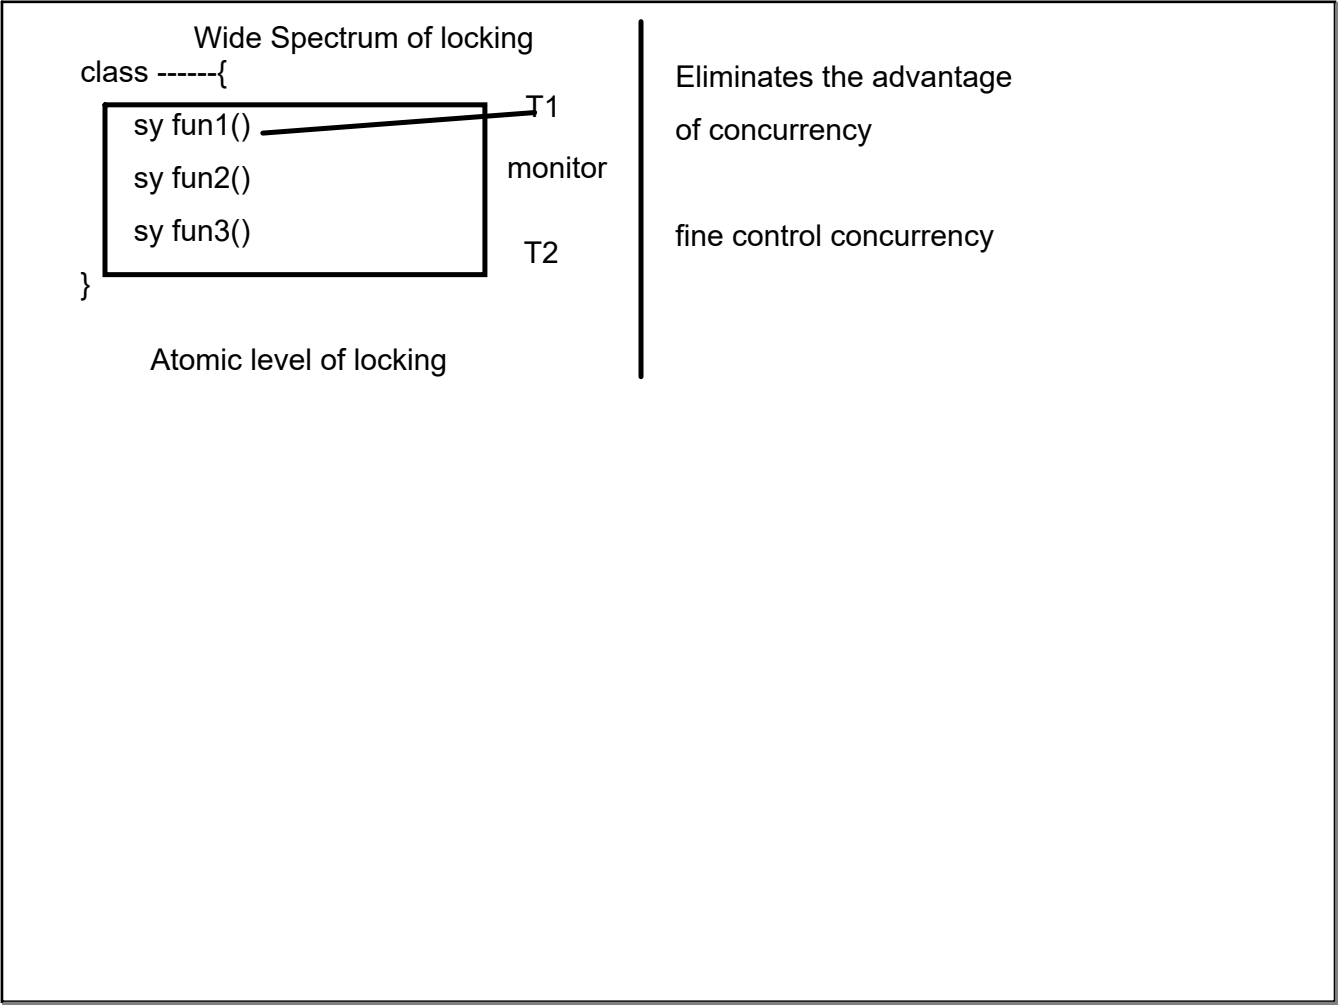 Wide Spectrum of locking
class ------{
sy fun1()
T1
sy fun2()
monitor
sy fun3()
T2
}
Atomic level of locking
Eliminates the advantage
of concurrency
fine control concurrency